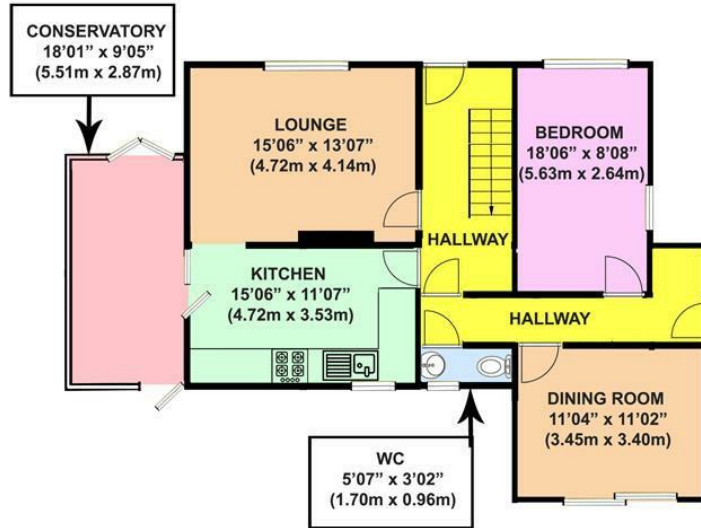 CONSERVATORY
18’01” x 9’05”
(5.51m x 2.87m)
LOUNGE
15’06” x 13’07”
(4.72m x 4.14m)
BEDROOM
18’06” x 8’08”
(5.63m x 2.64m)
HALLWAY
KITCHEN
15’06” x 11’07”
(4.72m x 3.53m)
HALLWAY
DINING ROOM
11’04” x 11’02”
(3.45m x 3.40m)
WC
5’07” x 3’02”
(1.70m x 0.96m)